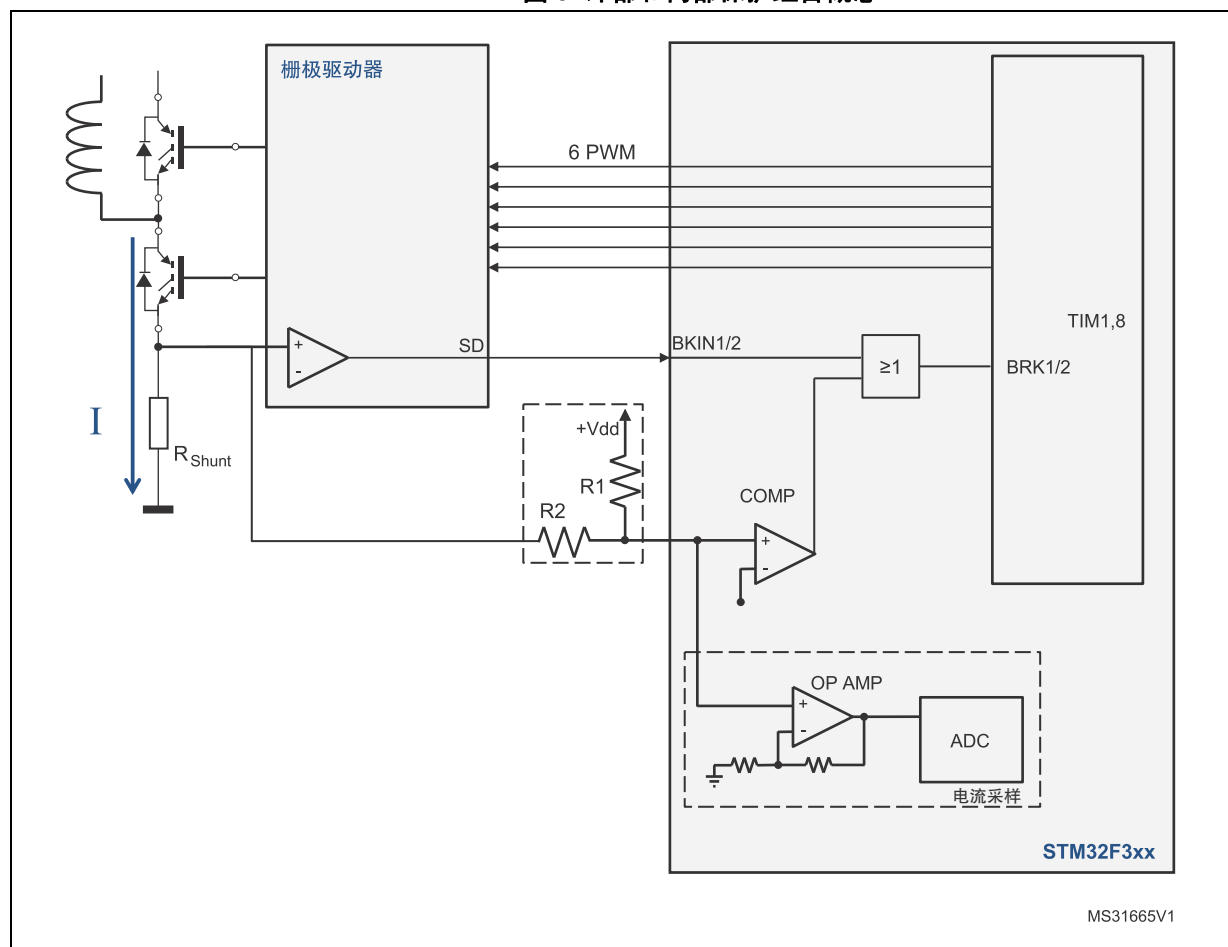 栅极驱动器
6 PWM
TIM1,8
SD
BKIN1/2
≥1
BRK1/2
+
-
I
R Shunt
+Vdd
R1
R2
COMP
+
-
OP AMP
+
-
ADC
电流采样
STM32F3xx
MS31665V1